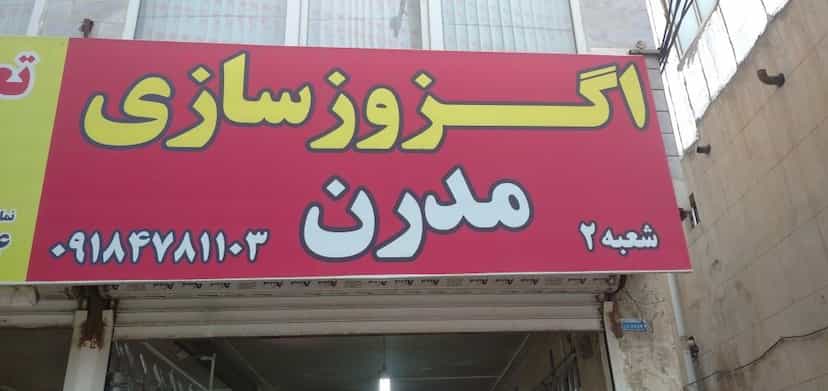 اگزوزسازی
مدرن
شعبه ۲
۰۹۱۸۴۷۸۱۱۰۳